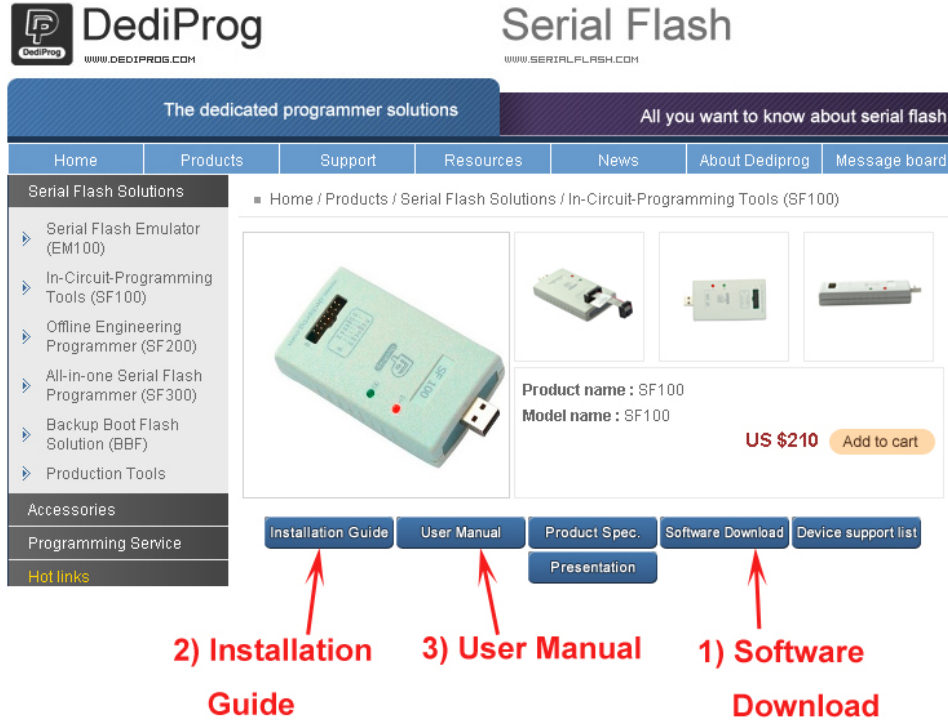 DediProg
DediProg
WWW.DEDIPROG.COM
Serial Flash
WWW.SERIALFLASH.COM
The dedicated programmer solutions
All you want to know about serial flash
Home
Products
Support
Resources
News
About Dediprog
Message board
Serial Flash Solutions
Serial Flash Emulator
(EM100)
In-Circuit-Programming
Tools (SF100)
Offline Engineering
Programmer (SF200)
All-in-one Serial Flash
Programmer (SF300)
Backup Boot Flash
Solution (BBF)
Production Tools
Accessories
Programming Service
Hot links
Home / Products / Serial Flash Solutions / In-Circuit-Programming Tools (SF100)
SF 100
Product name : SF100
Model name : SF100
US $210
Add to cart
Installation Guide
User Manual
Product Spec.
Software Download
Device support list
Presentation
2) Installation
Guide
3) User Manual
1) Software
Download